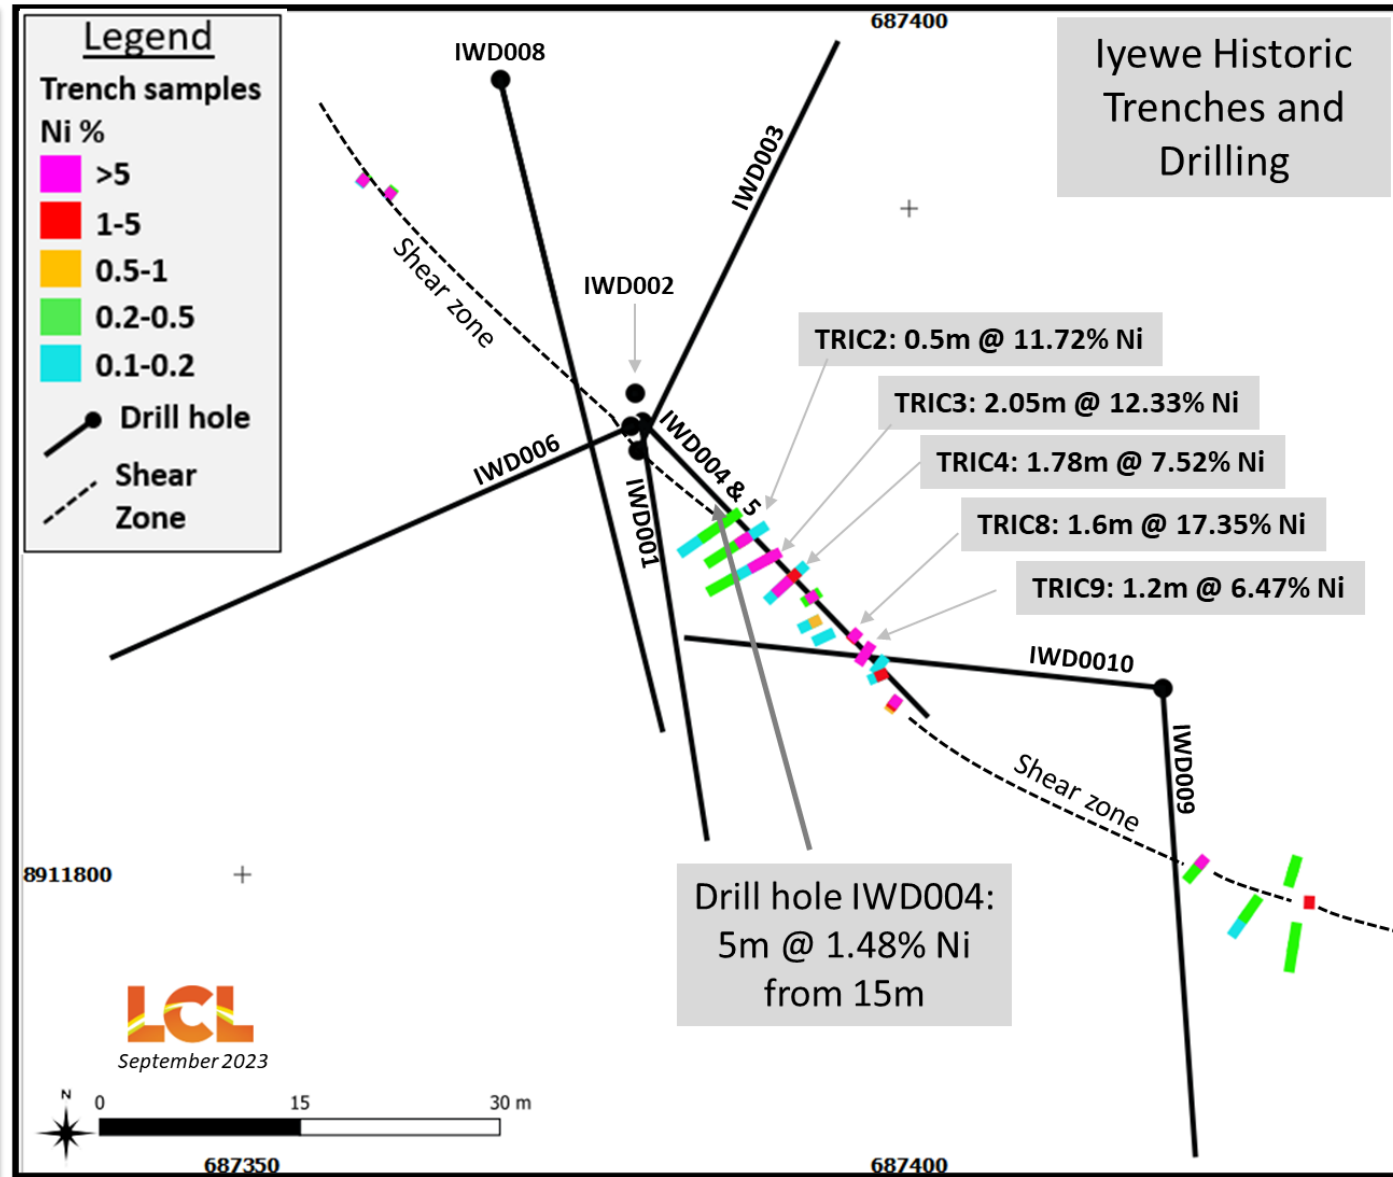 687400
Legend
Trench samples
Ni %
>5
1-5
0.5-1
0.2-0.5
0.1-0.2
Drill hole
Shear
Zone
Iyewe Historic
Trenches and
Drilling
IWD008
IWD003
Shear zone
IWD002
TRIC2: 0.5m @ 11.72% Ni
TRIC3: 2.05m @ 12.33% Ni
IWD004 & 5
IWD006
TRIC4: 1.78m @ 7.52% Ni
IWD001
TRIC8: 1.6m @ 17.35% Ni
TRIC9: 1.2m @ 6.47% Ni
IWD0010
IWD009
Shear zone
8911800
Drill hole IWD004:
5m @ 1.48% Ni
from 15m
LCL
September 2023
N
0 15 30 m
687350
687400